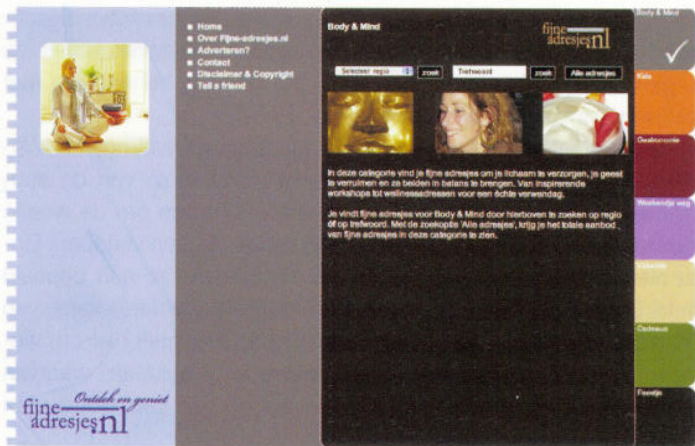 Home
Over Fijne-adresjes.nl
Adverteren?
Contact
Disclaimer & Copyright
Tell a friend
Body & Mind
fijne
adresjes.nl
Selecteer regio
zoek
Trefwoord
zoek
Alle adresjes
In deze categorie vind je fijne adresjes om je lichaam te verzorgen, je geest
te verruimen en ze beiden in balans te brengen. Van inspirerende
workshops tot wellnessadressen voor een échte verwendag.
Je vindt fijne adresjes voor Body & Mind door hierboven te zoeken op regio
óf op trefwoord. Met de zoekoptie 'Alle adresjes', krijg je het totale aanbod
van fijne adresjes in deze categorie te zien.
Body & Mind
Kids
Gastronomie
Weekendje weg
Cadeaus
Feestje
Ontdek en geniet
fijne
adresjes.nl